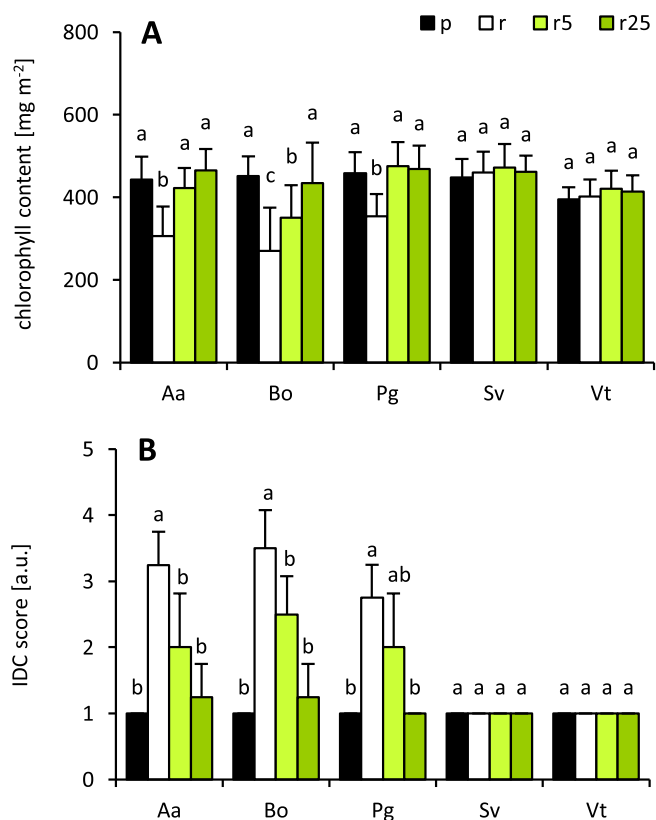 A
p r r5 r25
chlorophyll content [mg m-2]
800
600
400
200
0
a b a a
a c b a
a b a a
a a a a
a a a a
Aa Bo Pg Sv Vt
B
IDC score [a.u.]
5
4
3
2
1
0
b a b b
b a b b
b a ab b
a a a a
a a a a
Aa Bo Pg Sv Vt